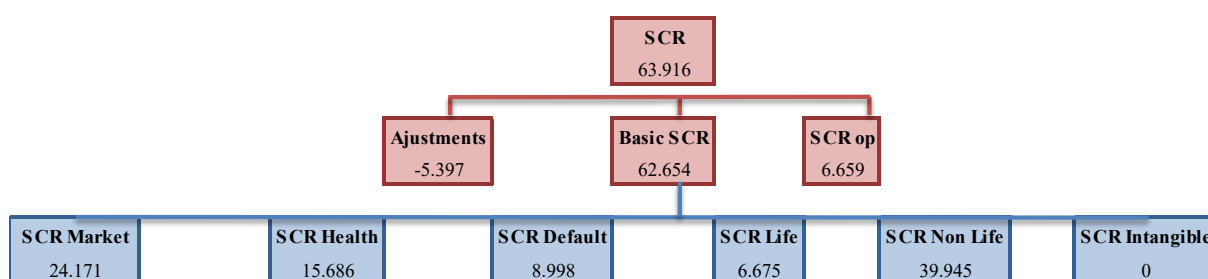 SCR
63.916
Ajustments
-5.397
Basic SCR
62.654
SCR op
6.659
SCR Market
24.171
SCR Health
15.686
SCR Default
8.998
SCR Life
6.675
SCR Non Life
39.945
SCR Intangible
0